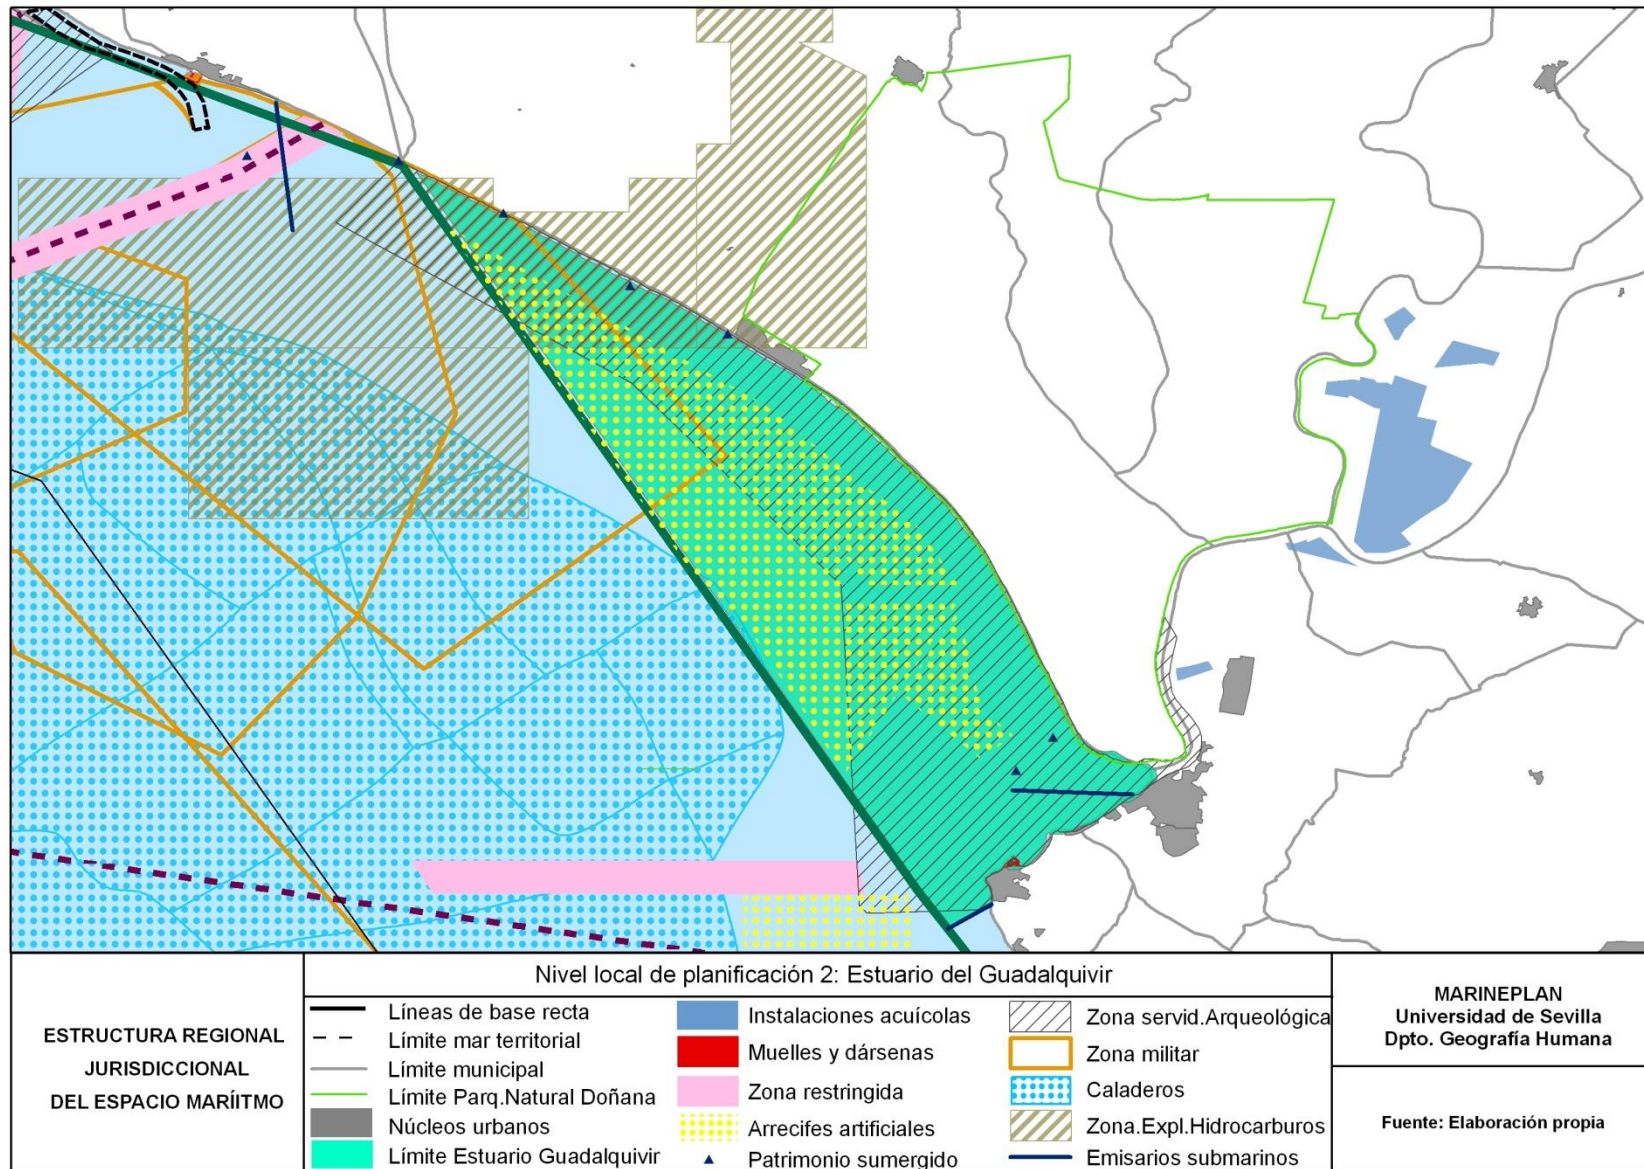 ESTRUCTURA REGIONAL
JURISDICCIONAL
DEL ESPACIO MARÍITMO
Nivel local de planificación 2: Estuario del Guadalquivir
Líneas de base recta
Límite mar territorial
Límite municipal
Límite Parq.Natural Doñana
Núcleos urbanos
Límite Estuario Guadalquivir
Instalaciones acuícolas
Muelles y dársenas
Zona restringida
Arrecifes artificiales
Patrimonio sumergido
Zona servid.Arqueológica
Zona militar
Caladeros
Zona.Expl.Hidrocarburos
Emisarios submarinos
MARINEPLAN
Universidad de Sevilla
Dpto. Geografía Humana
Fuente: Elaboración propia